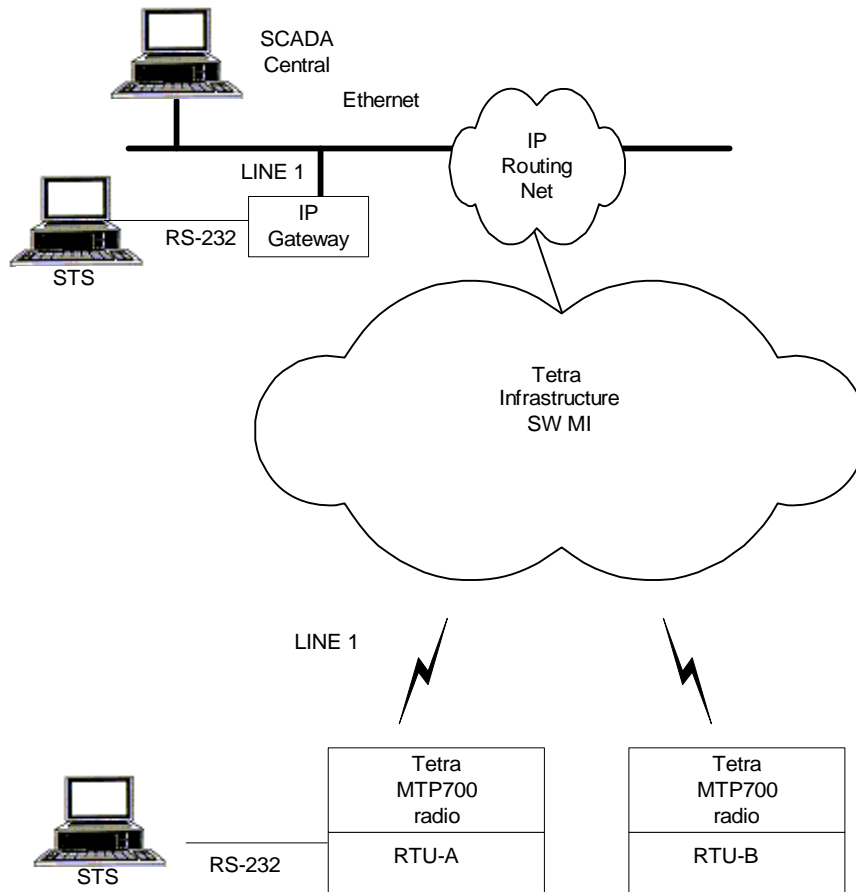 SCADA
Central
Ethernet
IP
Routing
Net
LINE 1
IP
Gateway
RS-232
STS
Tetra
Infrastructure
SW MI
LINE 1
Tetra
MTP700
radio
Tetra
MTP700
radio
RTU-A
RTU-B
RS-232
STS